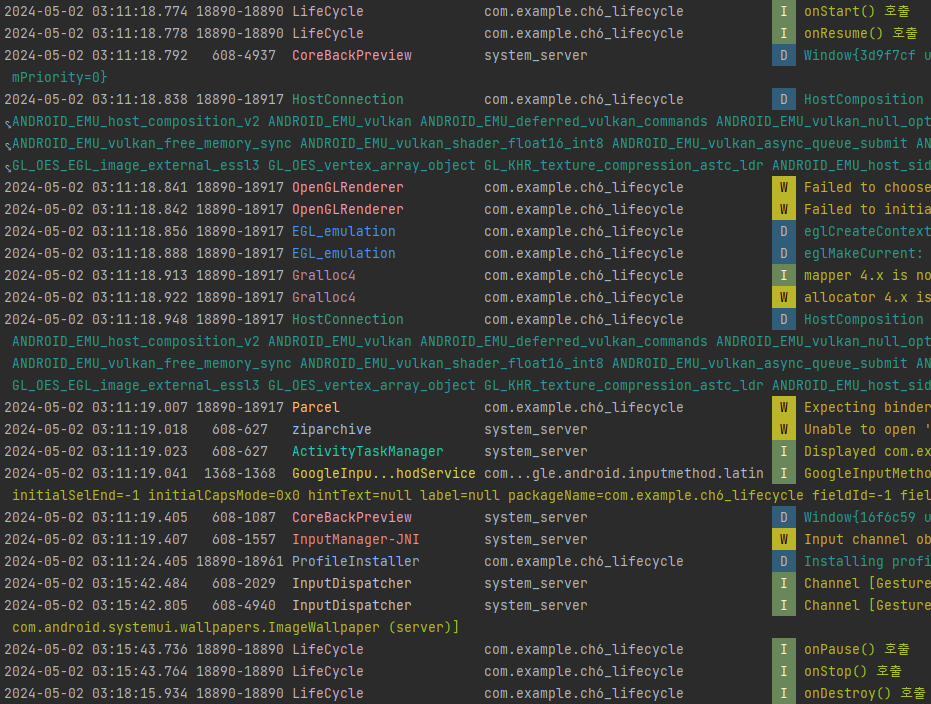 2024-05-02 03:11:18.774 18890-18890 LifeCycle com.example.ch6_lifecycle I onStart() 호출
2024-05-02 03:11:18.778 18890-18890 LifeCycle com.example.ch6_lifecycle I onResume() 호출
2024-05-02 03:11:18.792 608-4937 CoreBackPreview system_server D Window{3d9f7cf u
mPriority=0}
2024-05-02 03:11:18.838 18890-18917 HostConnection com.example.ch6_lifecycle D HostComposition
ANDROID_EMU_host_composition_v2 ANDROID_EMU_vulkan ANDROID_EMU_deferred_vulkan_commands ANDROID_EMU_vulkan_null_opt
ANDROID_EMU_vulkan_free_memory_sync ANDROID_EMU_vulkan_shader_float16_int8 ANDROID_EMU_vulkan_async_queue_submit AN
GL_OES_EGL_image_external_essl3 GL_OES_vertex_array_object GL_KHR_texture_compression_astc_ldr ANDROID_EMU_host_sid
2024-05-02 03:11:18.841 18890-18917 OpenGLRenderer com.example.ch6_lifecycle W Failed to choose
2024-05-02 03:11:18.842 18890-18917 OpenGLRenderer com.example.ch6_lifecycle W Failed to initia
2024-05-02 03:11:18.856 18890-18917 EGL_emulation com.example.ch6_lifecycle D eglCreateContext
2024-05-02 03:11:18.888 18890-18917 EGL_emulation com.example.ch6_lifecycle D eglMakeCurrent:
2024-05-02 03:11:18.913 18890-18917 Gralloc4 com.example.ch6_lifecycle I mapper 4.x is no
2024-05-02 03:11:18.922 18890-18917 Gralloc4 com.example.ch6_lifecycle W allocator 4.x is
2024-05-02 03:11:18.948 18890-18917 HostConnection com.example.ch6_lifecycle D HostComposition
ANDROID_EMU_host_composition_v2 ANDROID_EMU_vulkan ANDROID_EMU_deferred_vulkan_commands ANDROID_EMU_vulkan_null_opt
ANDROID_EMU_vulkan_free_memory_sync ANDROID_EMU_vulkan_shader_float16_int8 ANDROID_EMU_vulkan_async_queue_submit AN
GL_OES_EGL_image_external_essl3 GL_OES_vertex_array_object GL_KHR_texture_compression_astc_ldr ANDROID_EMU_host_sid
2024-05-02 03:11:19.007 18890-18917 Parcel com.example.ch6_lifecycle W Expecting binder
2024-05-02 03:11:19.018 608-627 ziparchive system_server W Unable to open '
2024-05-02 03:11:19.023 608-627 ActivityTaskManager system_server I Displayed com.ex
2024-05-02 03:11:19.041 1368-1368 GoogleInpu...hodService com...gle.android.inputmethod.latin I GoogleInputMetho
initialSelEnd=-1 initialCapsMode=0x0 hintText=null label=null packageName=com.example.ch6_lifecycle fieldId=-1 fiel
2024-05-02 03:11:19.405 608-1087 CoreBackPreview system_server D Window{16f6c59 u
2024-05-02 03:11:19.407 608-1557 InputManager-JNI system_server W Input channel ob
2024-05-02 03:11:24.405 18890-18961 ProfileInstaller com.example.ch6_lifecycle D Installing profi
2024-05-02 03:15:42.484 608-2029 InputDispatcher system_server I Channel [Gesture
2024-05-02 03:15:42.805 608-4940 InputDispatcher system_server I Channel [Gesture
com.android.systemui.wallpapers.ImageWallpaper (server)]
2024-05-02 03:15:43.736 18890-18890 LifeCycle com.example.ch6_lifecycle I onPause() 호출
2024-05-02 03:15:43.764 18890-18890 LifeCycle com.example.ch6_lifecycle I onStop() 호출
2024-05-02 03:18:15.934 18890-18890 LifeCycle com.example.ch6_lifecycle I onDestroy() 호출